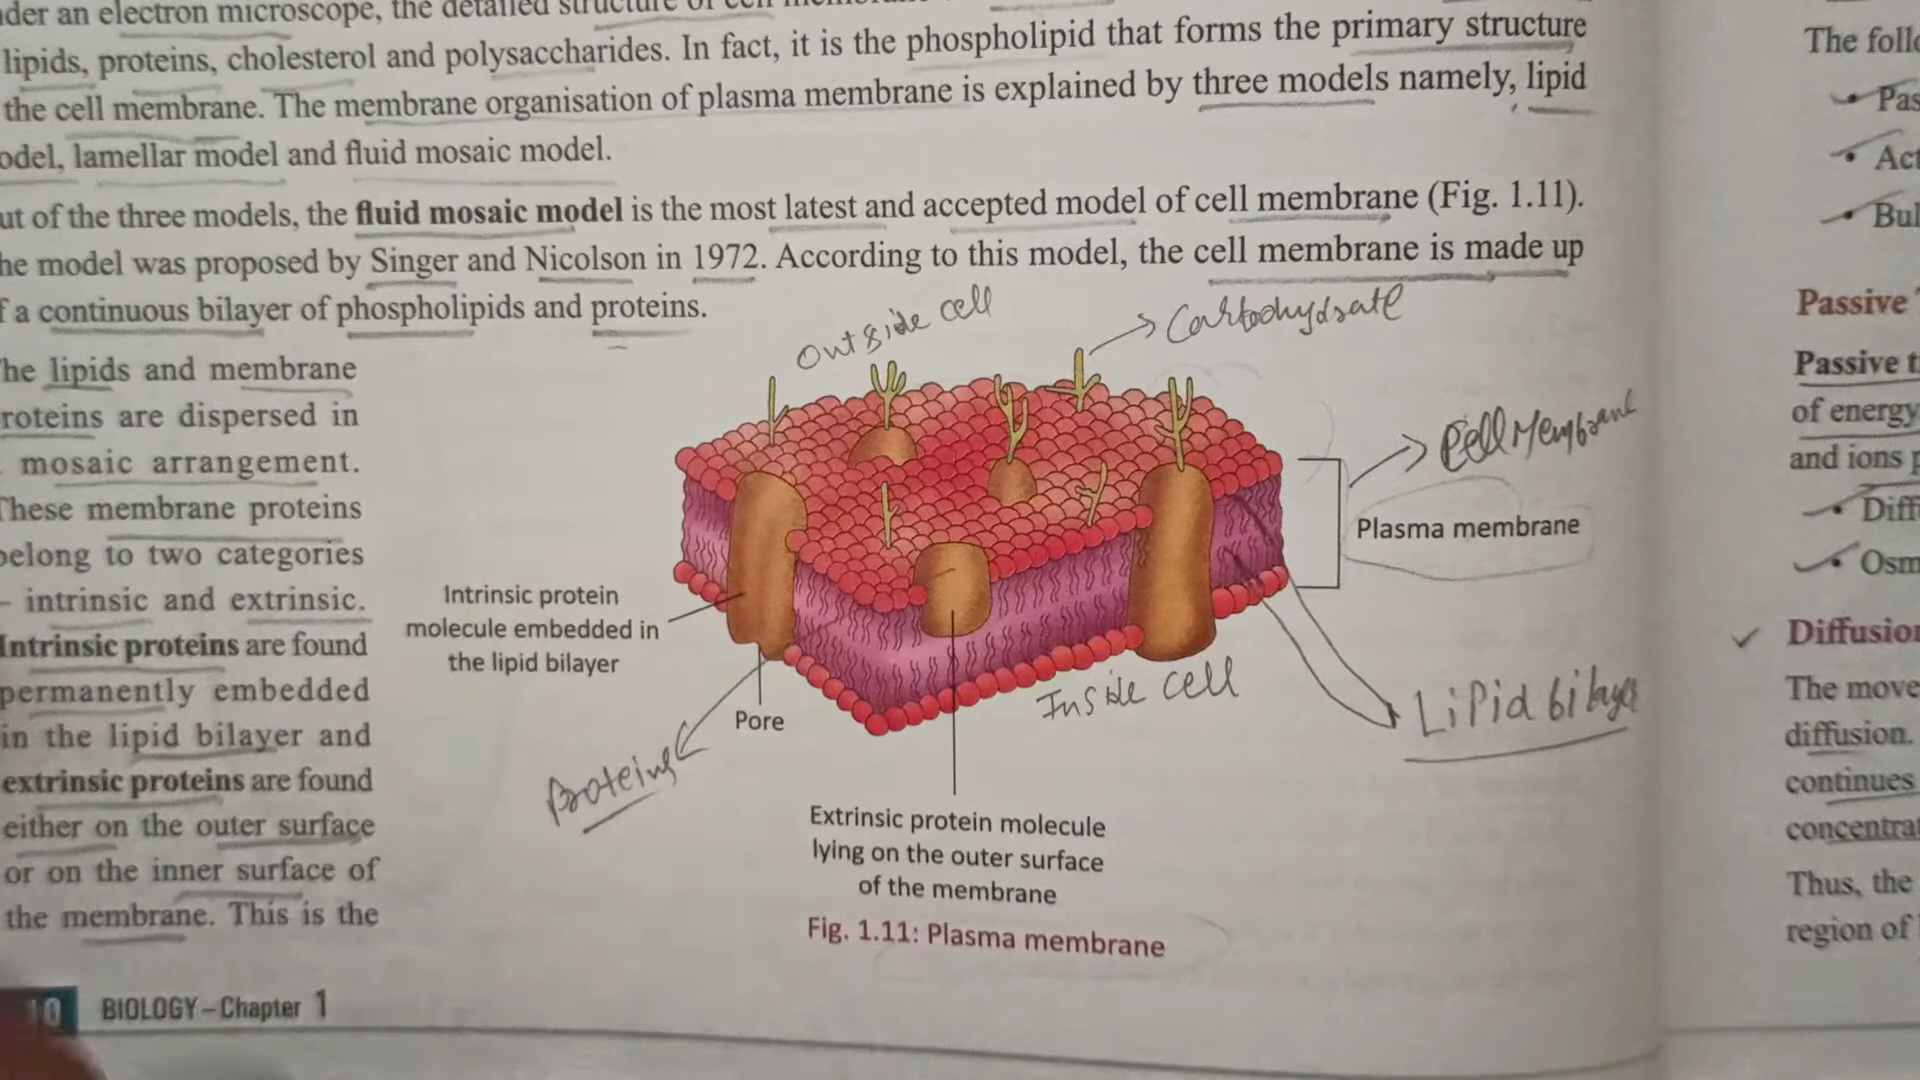 der an electron microscope, the detailed structure of cell
lipids, proteins, cholesterol and polysaccharides. In fact, it is the phospholipid that forms the primary structure
the cell membrane. The membrane organisation of plasma membrane is explained by three models namely, lipid
odel, lamellar model and fluid mosaic model.
ut of the three models, the fluid mosaic model is the most latest and accepted model of cell membrane (Fig. 1.11).
he model was proposed by Singer and Nicolson in 1972. According to this model, the cell membrane is made up
f a continuous bilayer of phospholipids and proteins.
he lipids and membrane
roteins are dispersed in
mosaic arrangement.
These membrane proteins
belong to two categories
– intrinsic and extrinsic.
Intrinsic proteins are found
permanently embedded
in the lipid bilayer and
extrinsic proteins are found
either on the outer surface
or on the inner surface of
the membrane. This is the
Outside cell
Carbohydrate
Cell Membrane
Plasma membrane
Intrinsic protein
molecule embedded in
the lipid bilayer
Pore
Proteins
Inside cell
Lipid bilayer
Extrinsic protein molecule
lying on the outer surface
of the membrane
Fig. 1.11: Plasma membrane
10 BIOLOGY – Chapter 1
The follo
• Pas
• Act
• Bul
Passive
Passive t
of energy
and ions p
• Diff
• Osm
Diffusion
The move
diffusion.
continues
concentrat
Thus, the
region of